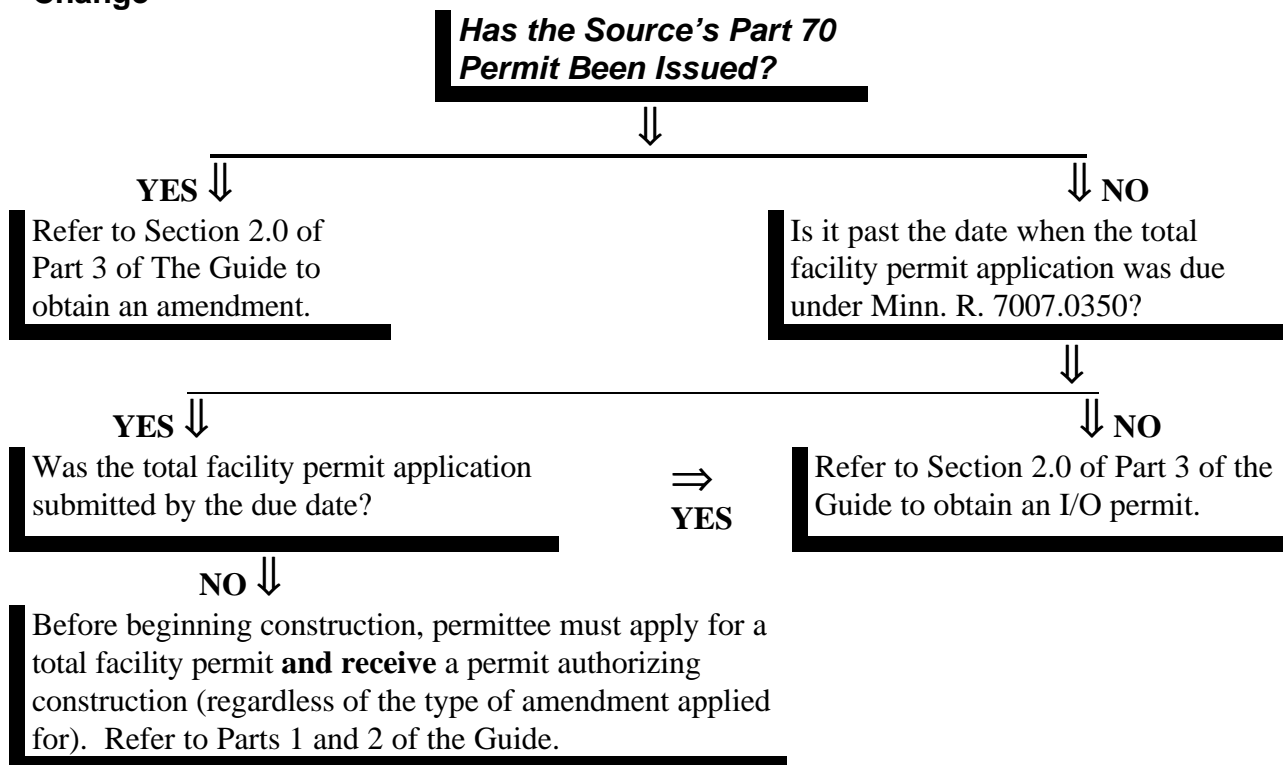 Change
Has the Source's Part 70
Permit Been Issued?
⇓
YES ⇓
⇓ NO
Refer to Section 2.0 of
Part 3 of The Guide to
obtain an amendment.
Is it past the date when the total
facility permit application was due
under Minn. R. 7007.0350?
⇓
YES ⇓
⇓ NO
Was the total facility permit application
submitted by the due date?
⇒
YES
Refer to Section 2.0 of Part 3 of the
Guide to obtain an I/O permit.
NO ⇓
Before beginning construction, permittee must apply for a
total facility permit and receive a permit authorizing
construction (regardless of the type of amendment applied
for).  Refer to Parts 1 and 2 of the Guide.